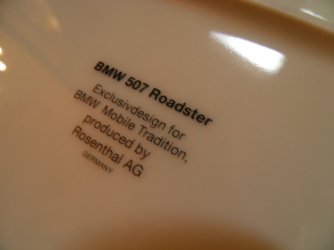 BMW 507 Roadster
Exclusivdesign for
BMW Mobile Tradition,
produced by
Rosenthal AG
GERMANY